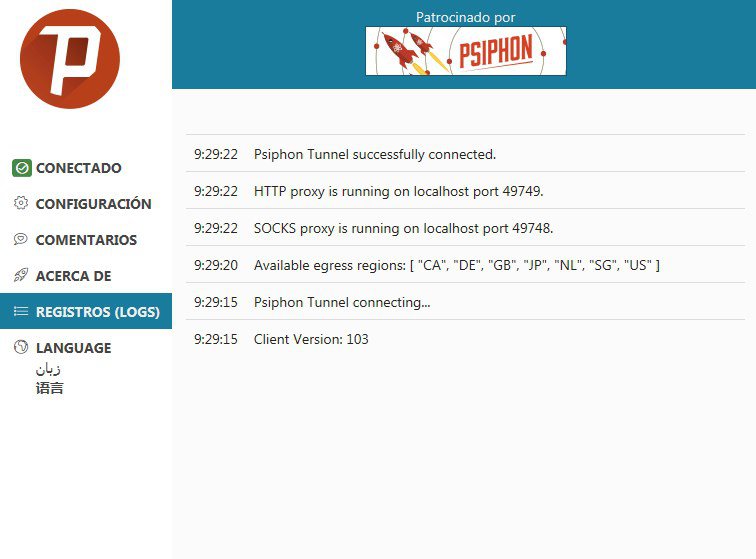 Patrocinado por
PSIPHON
CONECTADO
CONFIGURACIÓN
COMENTARIOS
ACERCA DE
REGISTROS (LOGS)
LANGUAGE
زبان
语言
9:29:22 Psiphon Tunnel successfully connected.
9:29:22 HTTP proxy is running on localhost port 49749.
9:29:22 SOCKS proxy is running on localhost port 49748.
9:29:20 Available egress regions: [ "CA", "DE", "GB", "JP", "NL", "SG", "US" ]
9:29:15 Psiphon Tunnel connecting...
9:29:15 Client Version: 103